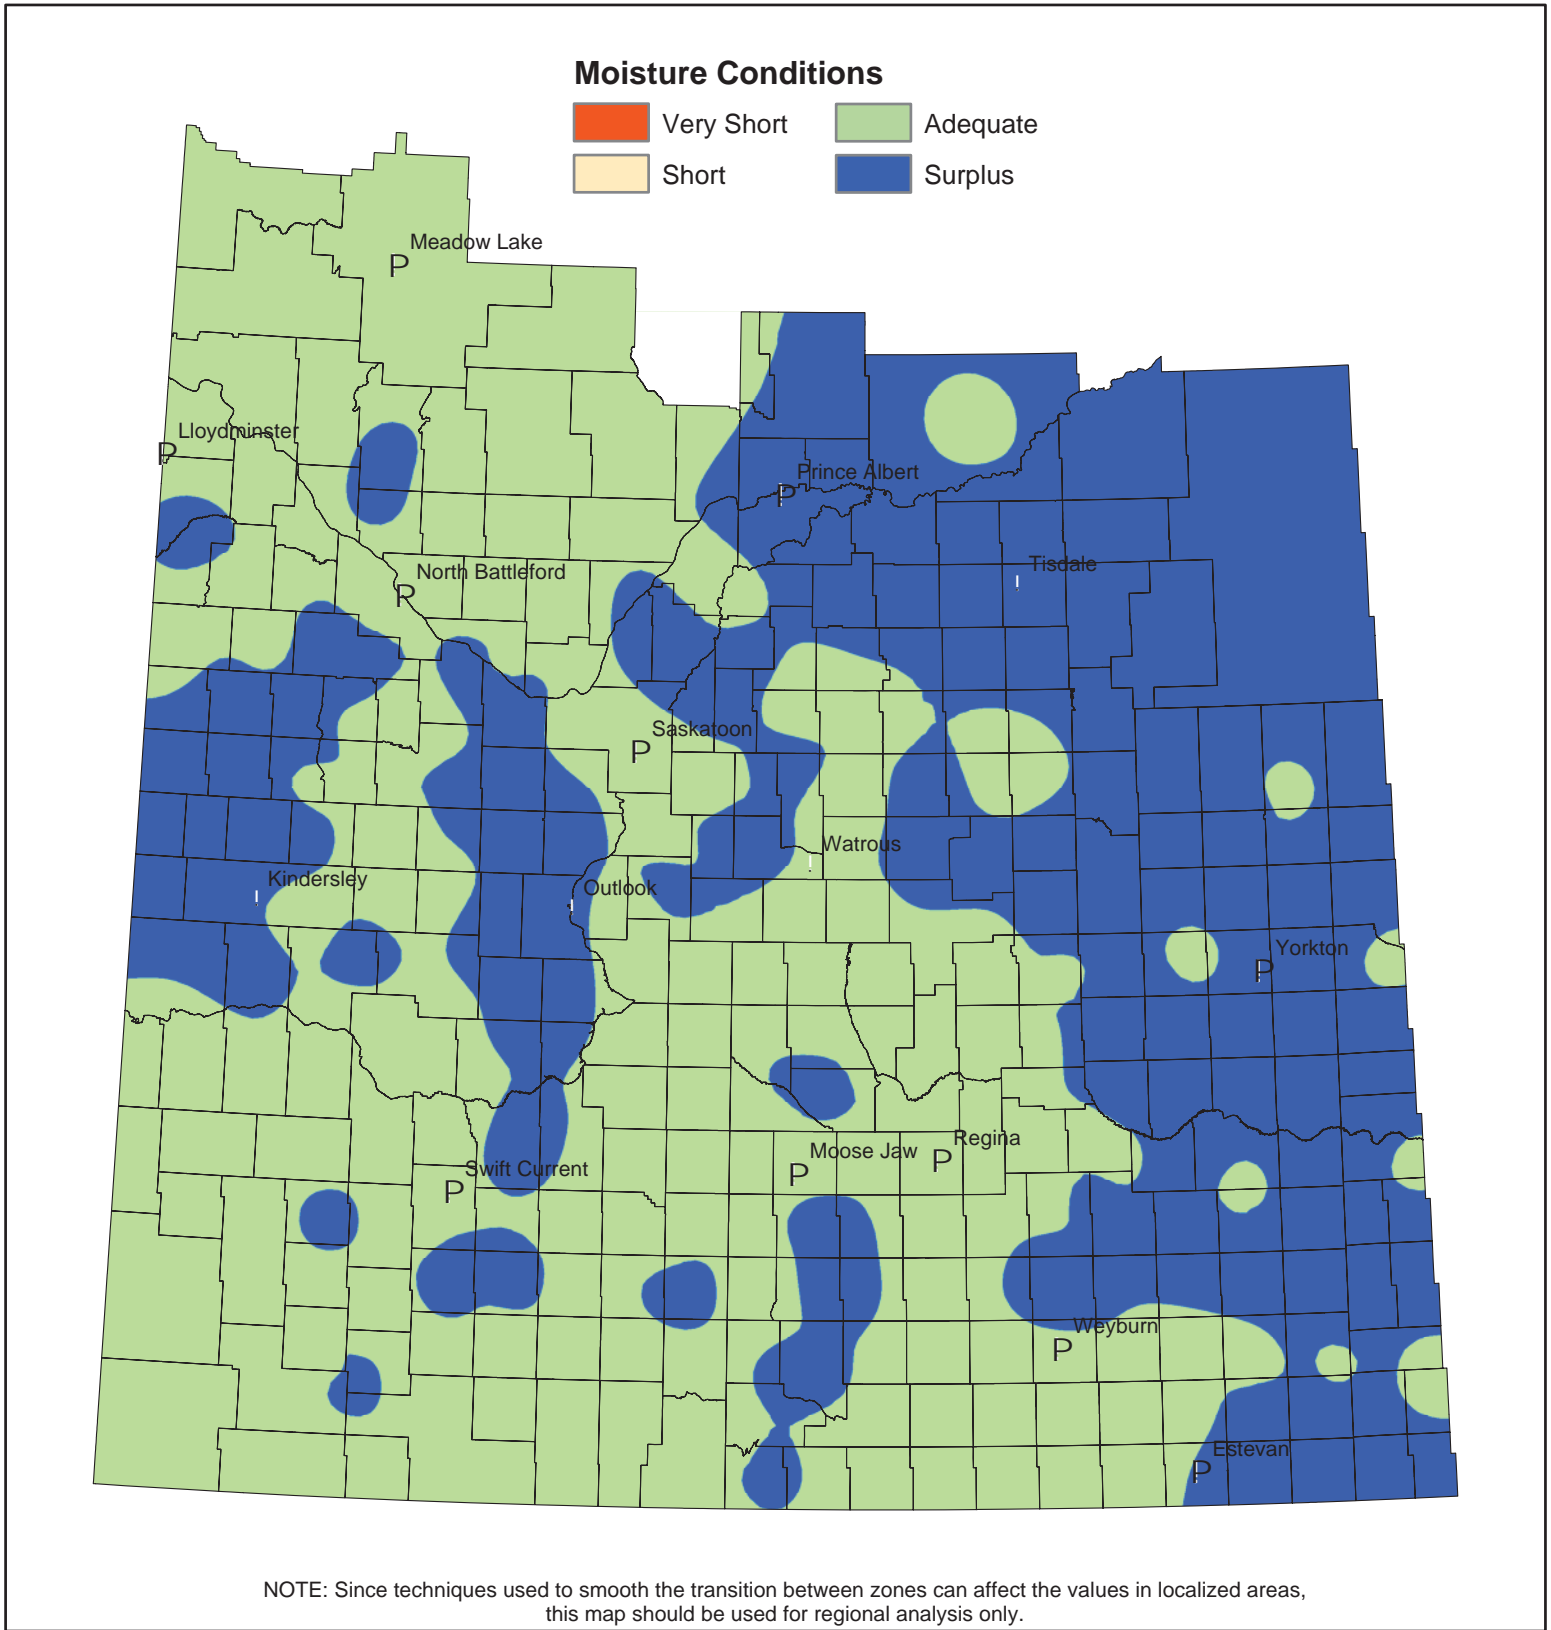 Moisture Conditions
Very Short
Adequate
Short
Surplus
Meadow Lake
P
Lloydminster
P
Prince Albert
P
Tisdale
North Battleford
P
Saskatoon
P
Watrous
Kindersley
Outlook
Yorkton
P
Regina
P
Moose Jaw
P
Swift Current
P
Weyburn
P
Estevan
P
NOTE: Since techniques used to smooth the transition between zones can affect the values in localized areas,
this map should be used for regional analysis only.